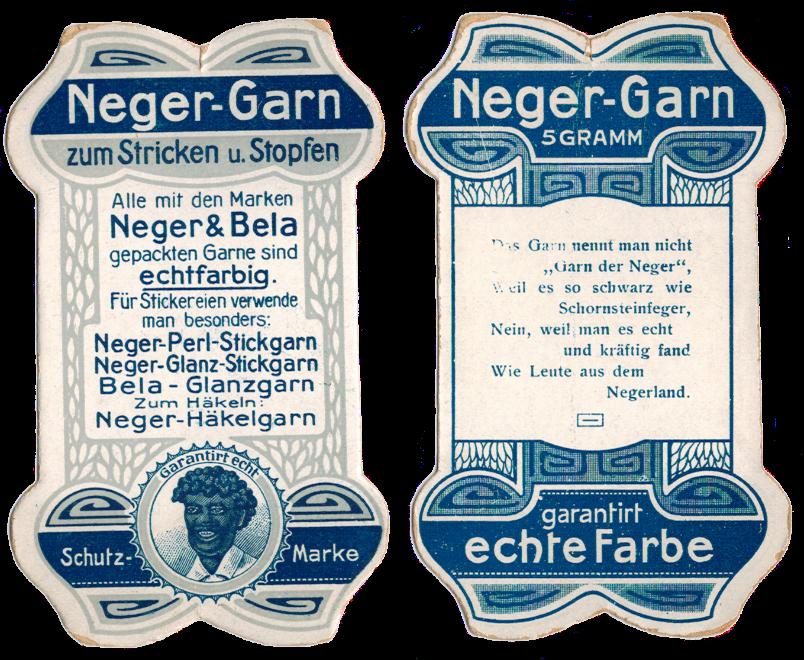 Neger-Garn
zum Stricken u. Stopfen
Alle mit den Marken
Neger & Bela
gepackten Garne sind
echtfarbig.
Für Stickereien verwende
man besonders:
Neger-Perl-Stickgarn
Neger-Glanz-Stickgarn
Bela - Glanzgarn
Zum Häkeln:
Neger-Häkelgarn
Garantirt echt
Schutz- Marke
Neger-Garn
5 GRAMM
Das Garn nennt man nicht
„Garn der Neger“,
Weil es so schwarz wie
Schornsteinfeger,
Nein, weil man es echt
und kräftig fand
Wie Leute aus dem
Negerland.
garantirt
echte Farbe